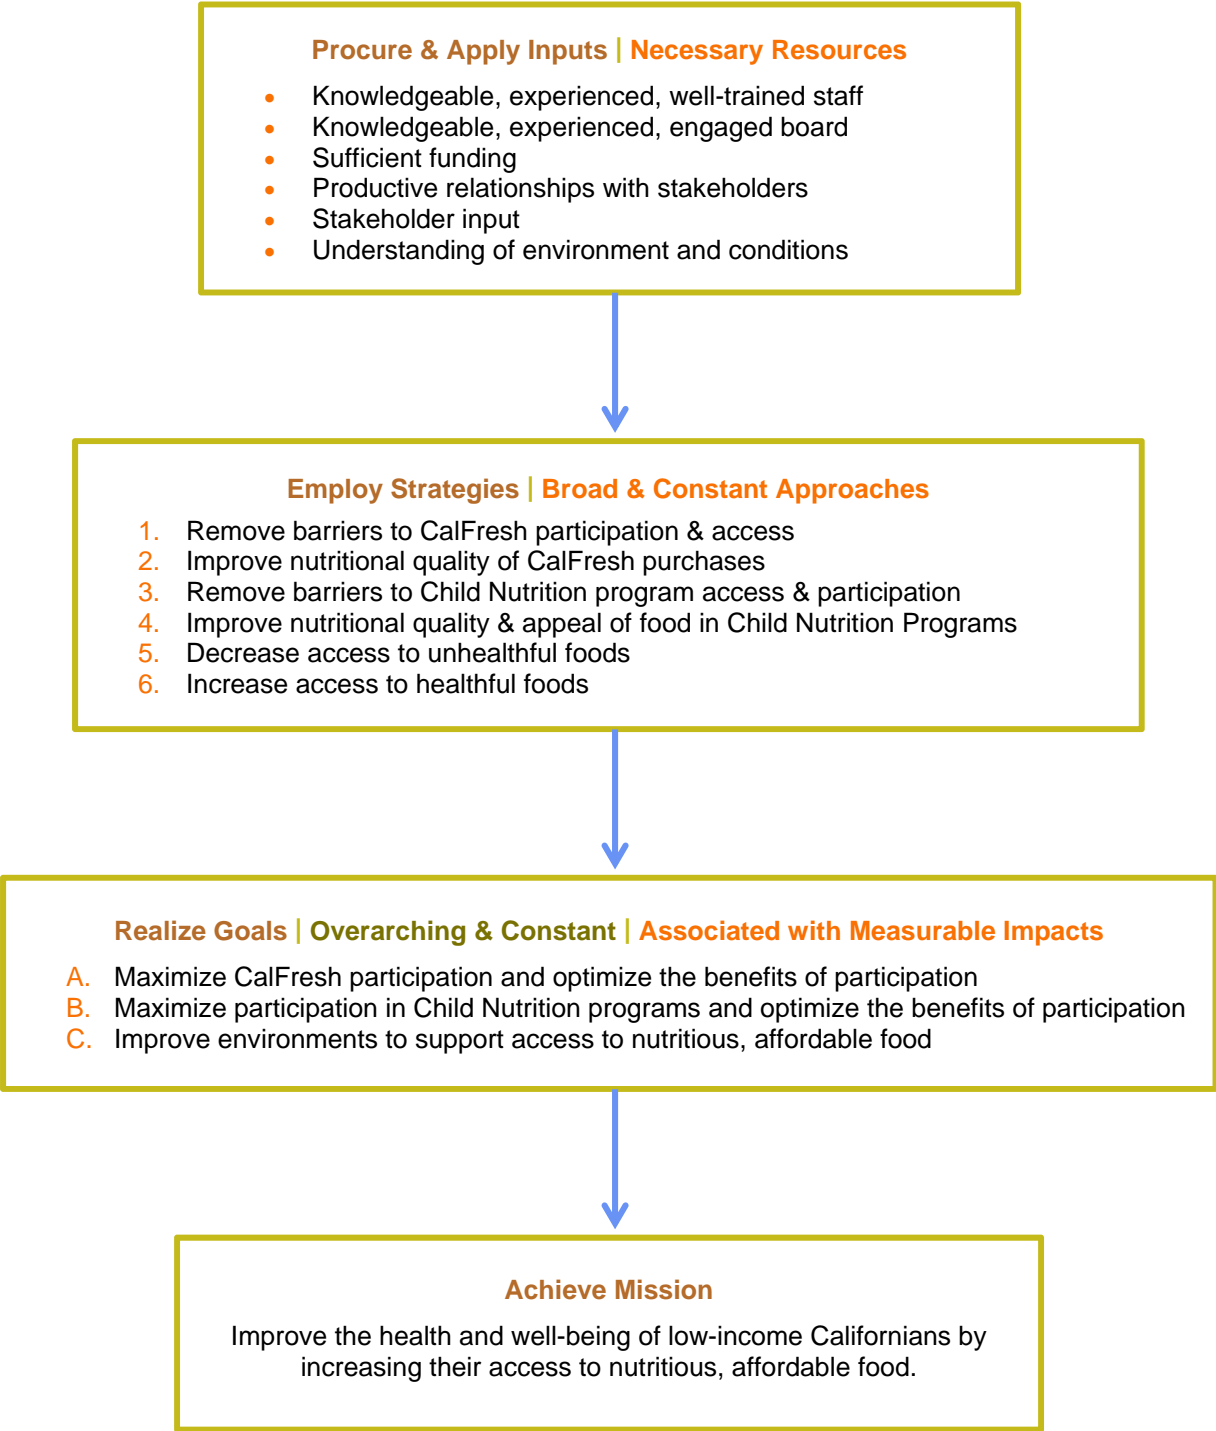 Procure & Apply Inputs | Necessary Resources
• Knowledgeable, experienced, well-trained staff
• Knowledgeable, experienced, engaged board
• Sufficient funding
• Productive relationships with stakeholders
• Stakeholder input
• Understanding of environment and conditions
Employ Strategies | Broad & Constant Approaches
1. Remove barriers to CalFresh participation & access
2. Improve nutritional quality of CalFresh purchases
3. Remove barriers to Child Nutrition program access & participation
4. Improve nutritional quality & appeal of food in Child Nutrition Programs
5. Decrease access to unhealthful foods
6. Increase access to healthful foods
Realize Goals | Overarching & Constant | Associated with Measurable Impacts
A. Maximize CalFresh participation and optimize the benefits of participation
B. Maximize participation in Child Nutrition programs and optimize the benefits of participation
C. Improve environments to support access to nutritious, affordable food
Achieve Mission
Improve the health and well-being of low-income Californians by
increasing their access to nutritious, affordable food.